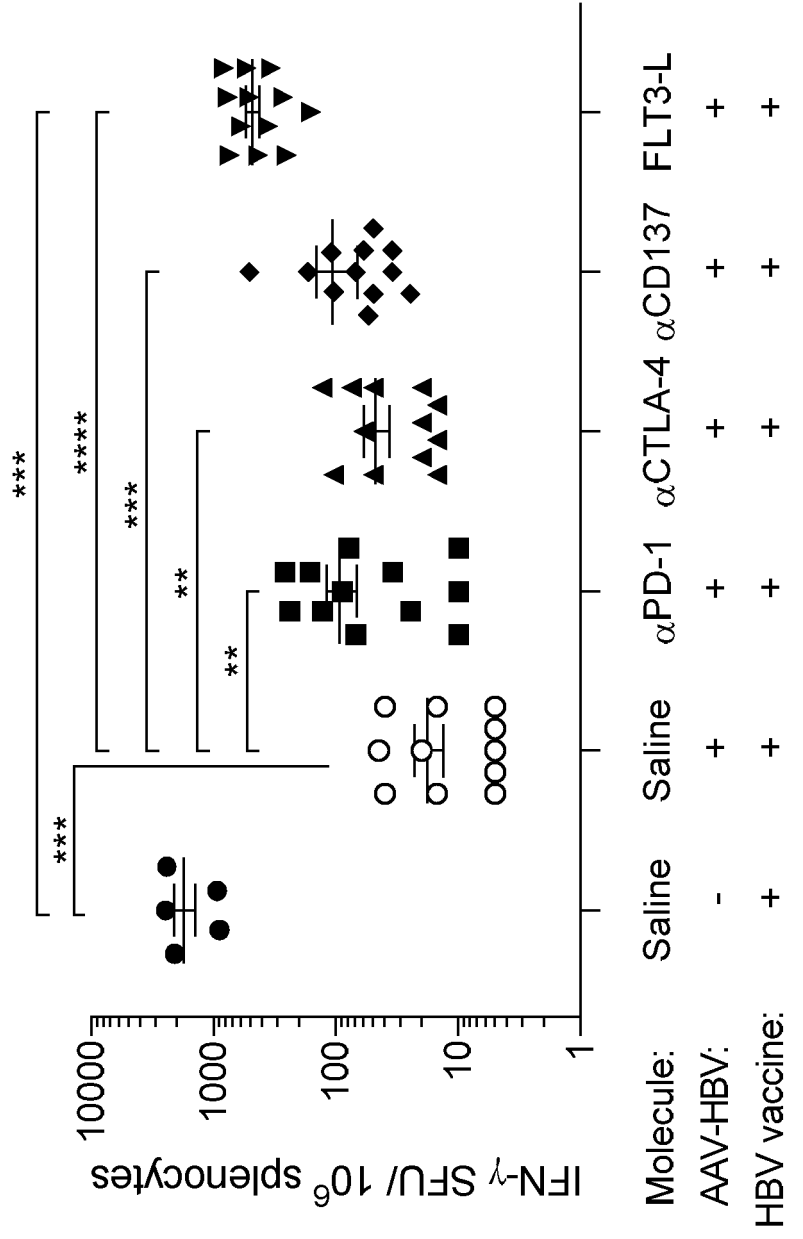 ***
****
***
***
**
**
10000
1000
100
10
1
IFN-γ SFU/ 10⁶ splenocytes
Molecule: Saline Saline αPD-1 αCTLA-4 αCD137 FLT3-L
AAV-HBV: - + + + + +
HBV vaccine: + + + + + +